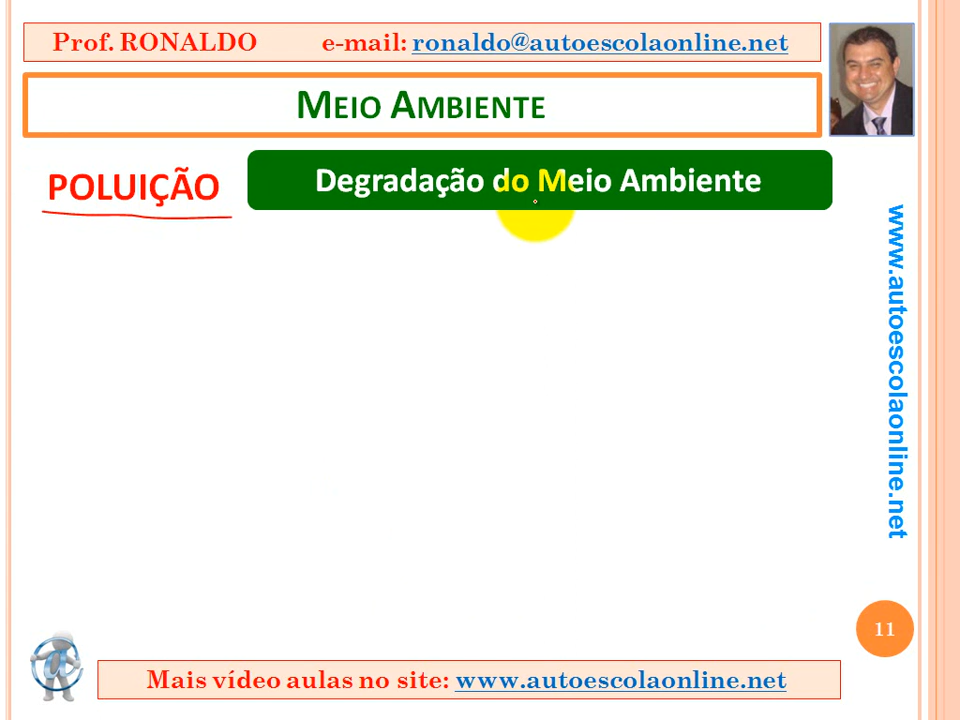 Prof. RONALDO e-mail: ronaldo@autoescolaonline.net
MEIO AMBIENTE
POLUIÇÃO
Degradação do Meio Ambiente
www.autoescolaonline.net
11
Mais vídeo aulas no site: www.autoescolaonline.net